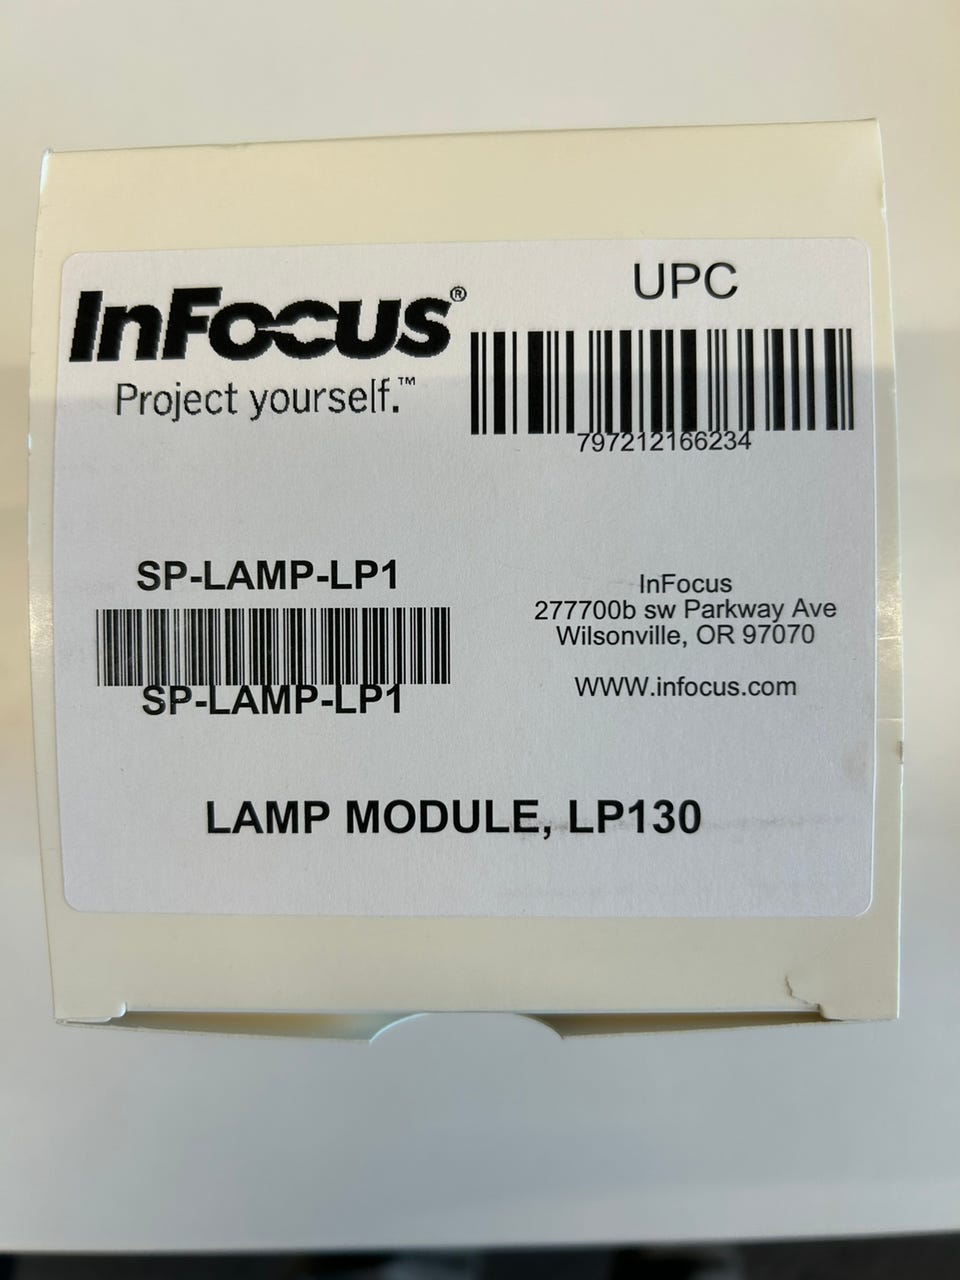 InFocus®
Project yourself.™
UPC
797212166234
SP-LAMP-LP1
SP-LAMP-LP1
InFocus
277700b sw Parkway Ave
Wilsonville, OR 97070
WWW.infocus.com
LAMP MODULE, LP130